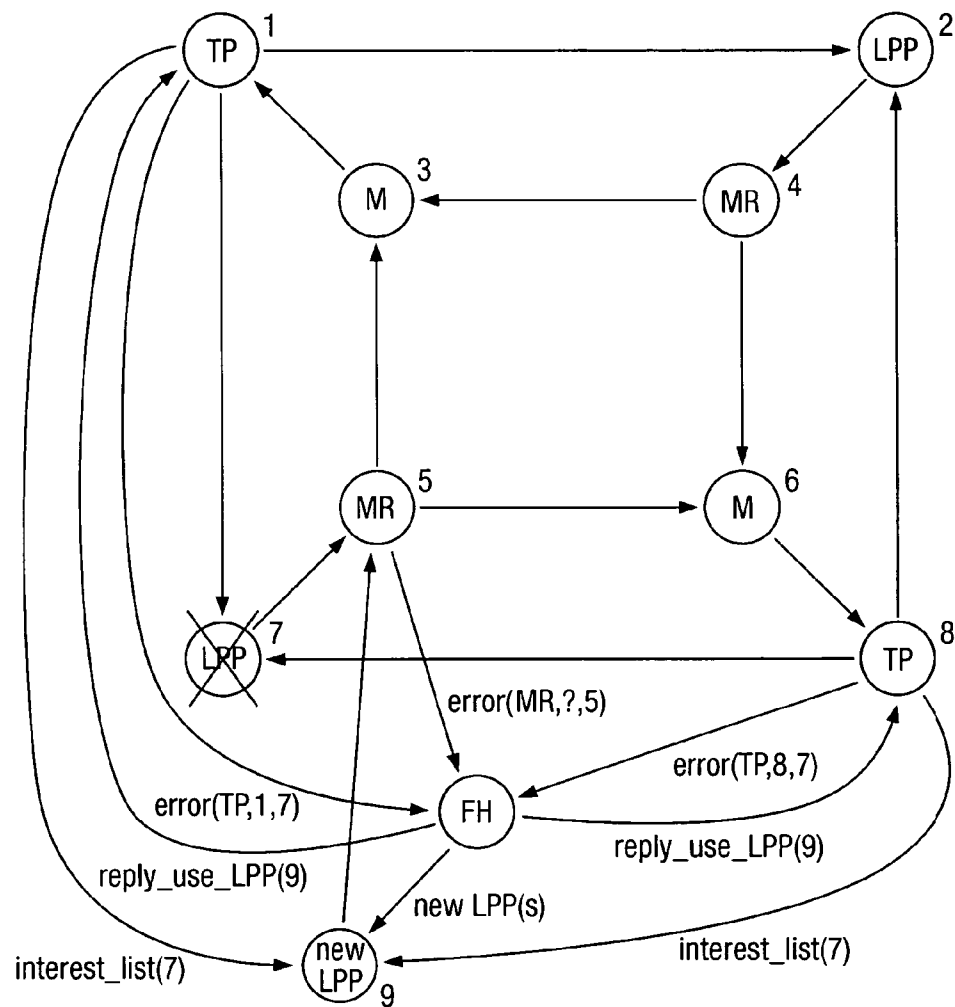 TP 1
LPP 2
M 3
MR 4
MR 5
M 6
LPP 7
TP 8
error(MR,?,5)
error(TP,8,7)
error(TP,1,7)
FH
reply_use_LPP(9)
reply_use_LPP(9)
new LPP(s)
interest_list(7)
new
LPP
9
interest_list(7)